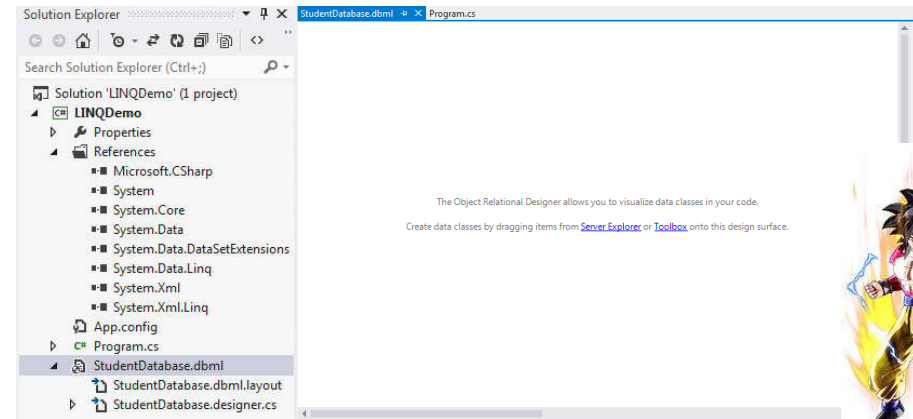 Solution Explorer
StudentDatabase.dbml
Program.cs
Search Solution Explorer (Ctrl+;)
Solution 'LINQDemo' (1 project)
C# LINQDemo
Properties
References
Microsoft.CSharp
System
System.Core
System.Data
System.Data.DataSetExtensions
System.Data.Linq
System.Xml
System.Xml.Linq
App.config
C# Program.cs
StudentDatabase.dbml
StudentDatabase.dbml.layout
StudentDatabase.designer.cs
The Object Relational Designer allows you to visualize data classes in your code.
Create data classes by dragging items from Server Explorer or Toolbox onto this design surface.